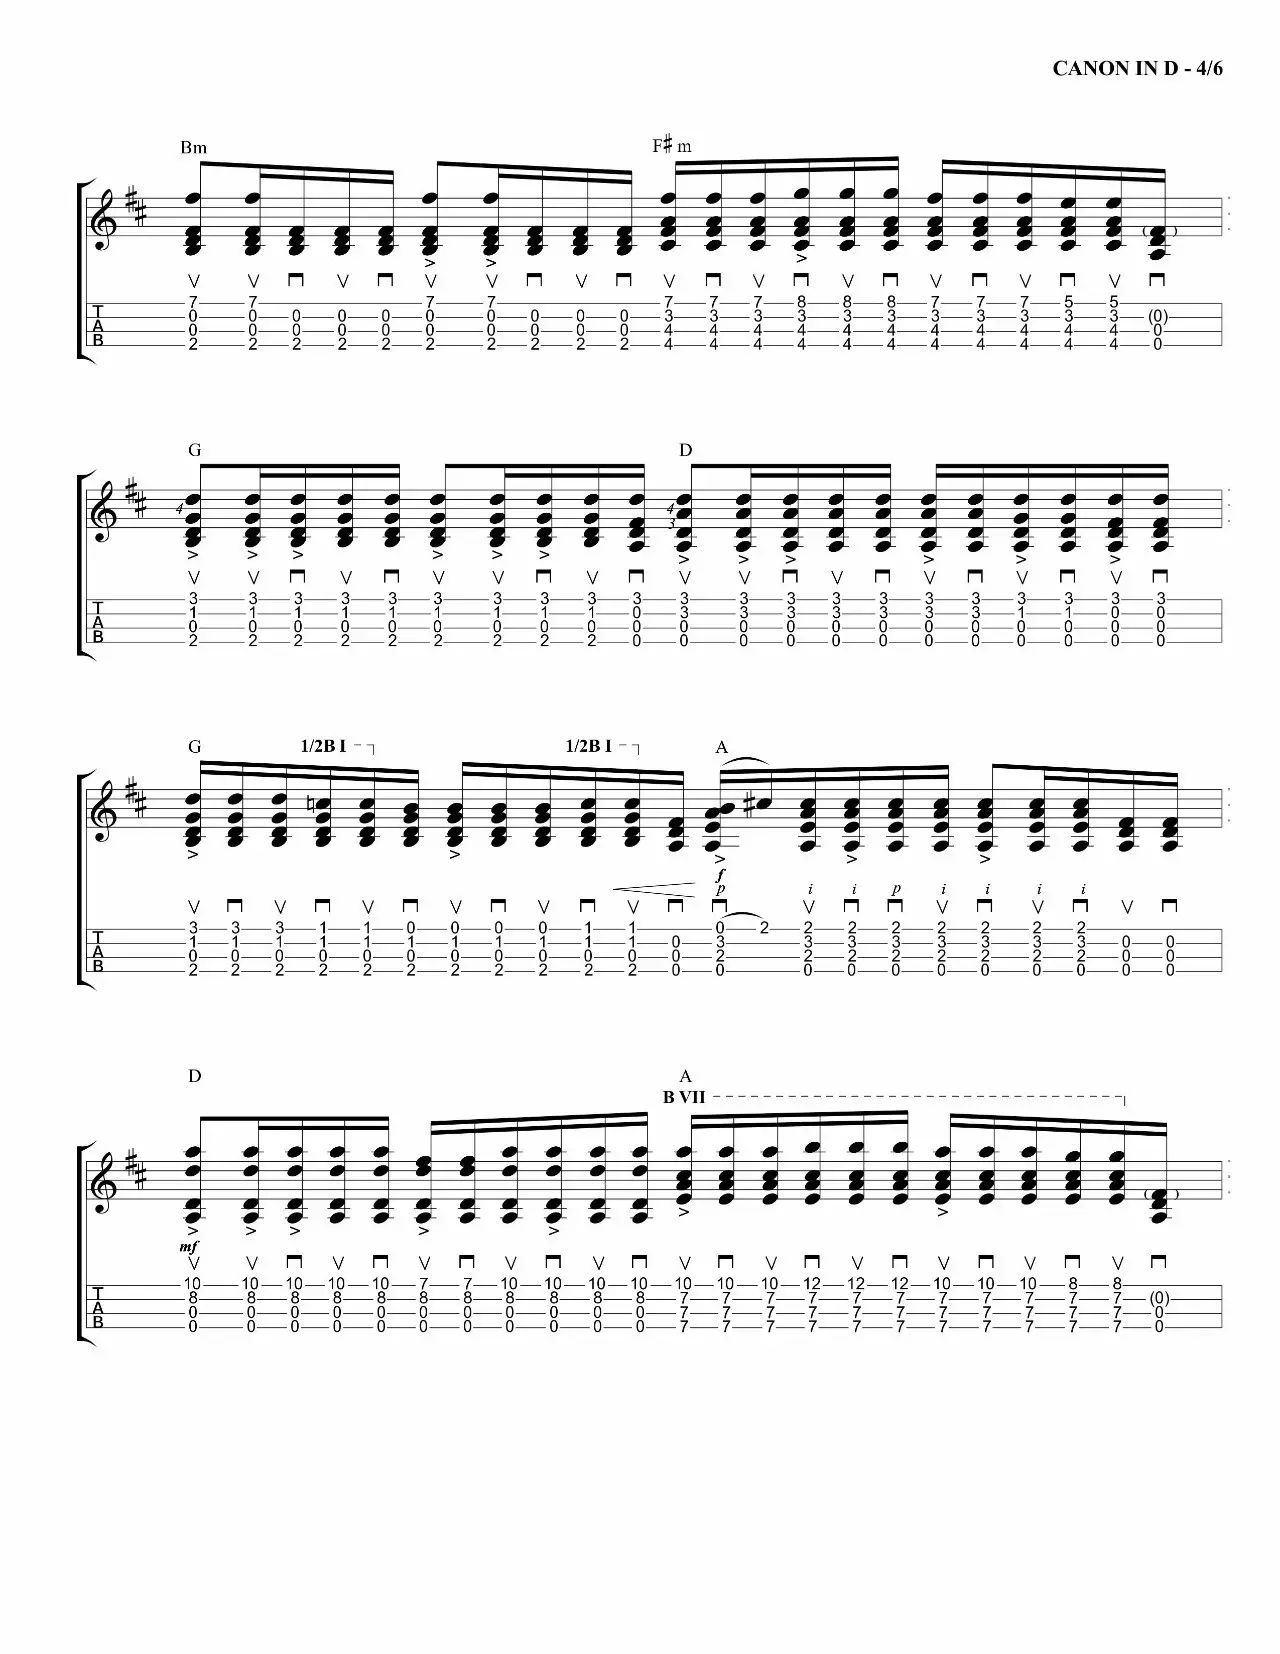 CANON IN D - 4/6
Bm F♯ m
7 7 7 7 7 7 7 8 8 8 7 7 7 5 5
T 0 0 0 0 0 0 0 0 0 0 3 3 3 3 3 3 3 3 3 3 3 (0)
A 0 0 0 0 0 0 0 0 0 0 4 4 4 4 4 4 4 4 4 4 4 0
B 2 2 2 2 2 2 2 2 2 2 4 4 4 4 4 4 4 4 4 4 4 0
G D
4 4
3
3 3 3 3 3 3 3 3 3 3 3 3 3 3 3 3 3 3 3 3
T 1 1 1 1 1 1 1 1 1 0 3 3 3 3 3 3 3 1 1 0 0
A 0 0 0 0 0 0 0 0 0 0 0 0 0 0 0 0 0 0 0 0
B 2 2 2 2 2 2 2 2 2 0 0 0 0 0 0 0 0 0 0 0
G 1/2B I 1/2B I A
f
p i i p i i i i
3 3 3 1 1 0 0 0 0 1 1 0 2 2 2 2 2 2 2 2
T 1 1 1 1 1 1 1 1 1 1 1 0 3 3 3 3 3 3 3 3 0 0
A 0 0 0 0 0 0 0 0 0 0 0 0 2 2 2 2 2 2 2 2 0 0
B 2 2 2 2 2 2 2 2 2 2 2 0 0 0 0 0 0 0 0 0 0 0
D A
B VII
mf
10 10 10 10 10 7 7 10 10 10 10 10 10 10 12 12 12 10 10 10 8 8
T 8 8 8 8 8 8 8 8 8 8 8 7 7 7 7 7 7 7 7 7 7 7 (0)
A 0 0 0 0 0 0 0 0 0 0 0 7 7 7 7 7 7 7 7 7 7 7 0
B 0 0 0 0 0 0 0 0 0 0 0 7 7 7 7 7 7 7 7 7 7 7 0